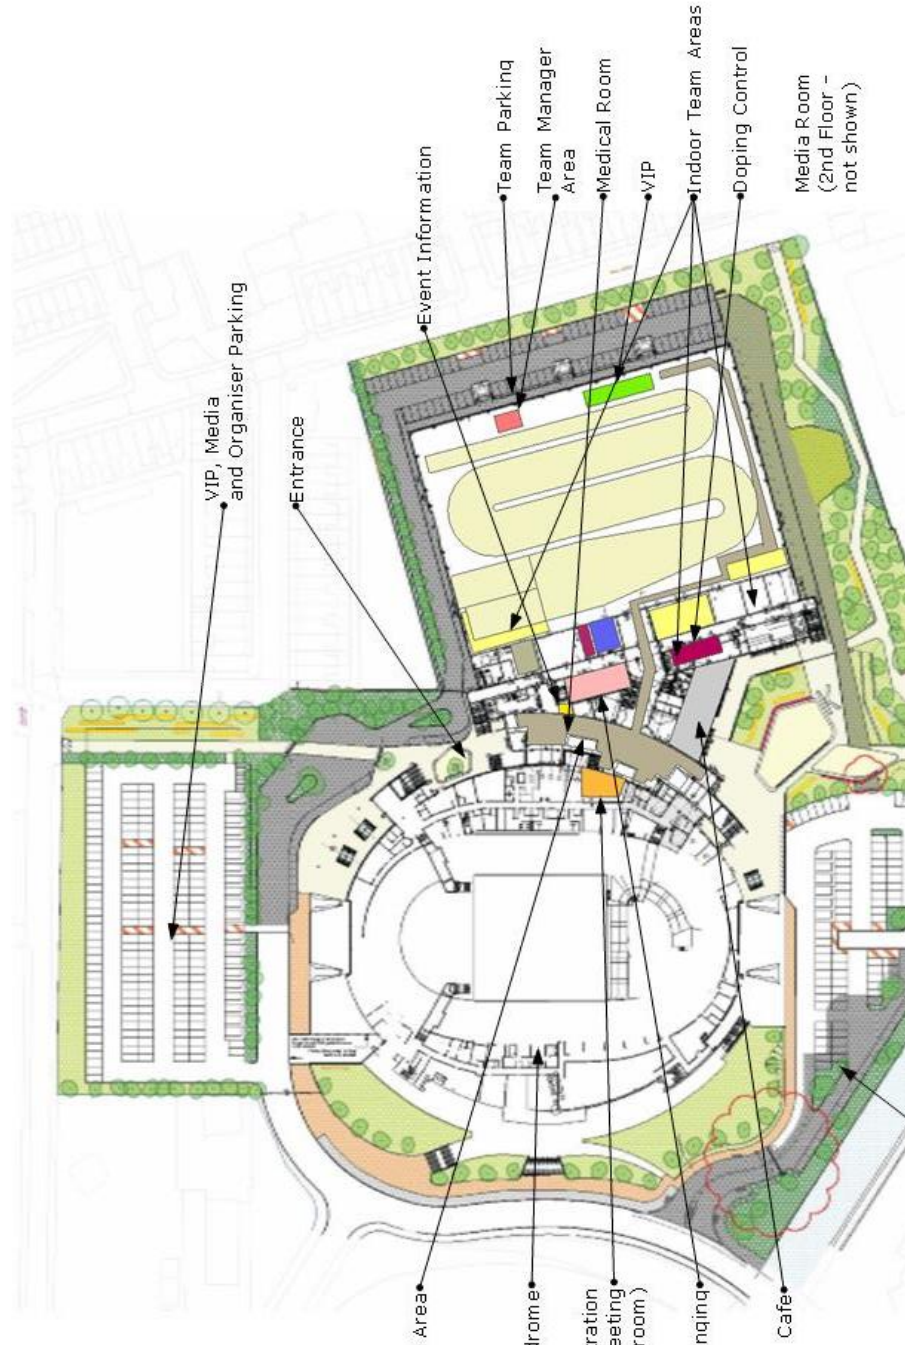 VIP, Media
and Organiser Parking
Entrance
Event Information
Team Parking
Team Manager
Area
Medical Room
VIP
Indoor Team Areas
Doping Control
Media Room
(2nd Floor -
not shown)
Area
drome
ration
eeting
room)
nging
Cafe